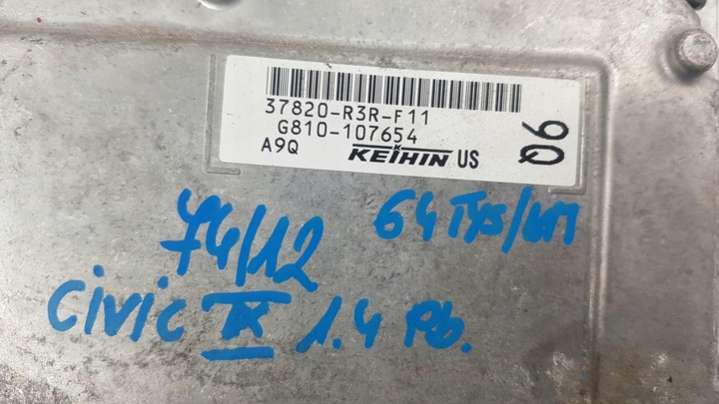 37820-R3R-F11
G810-107654
A9Q KEIHIN US
06
74/12 64 TYS/KM
CIVIC IX 1.4 Pb.